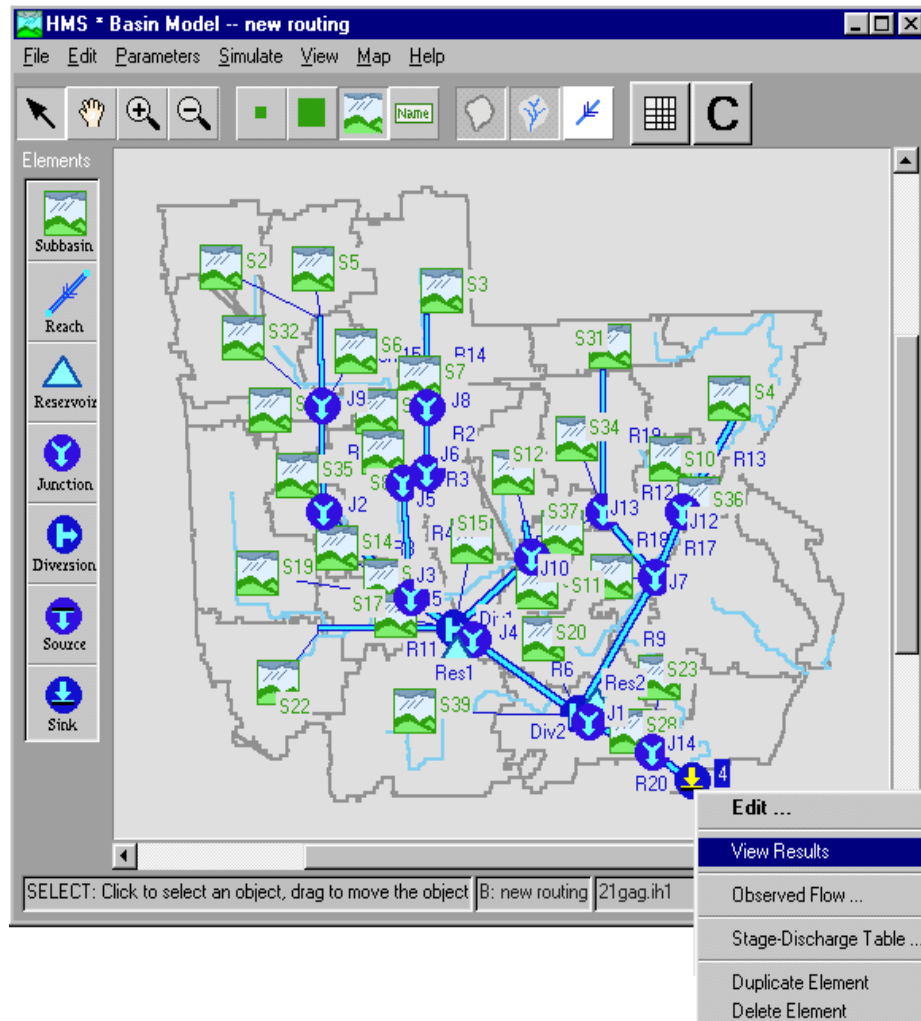 HMS * Basin Model -- new routing
File Edit Parameters Simulate View Map Help
Name
C
Elements
Subbasin
Reach
Reservoir
Junction
Diversion
Source
Sink
S2
S5
S3
S32
S6
R14
S31
S7
S4
J9
J8
S34
R2
R19
J6
S12
S10
R13
S35
R3
R12
J5
S36
J2
S15
S37
J13
J12
S14
R18
R17
S19
J3
J10
S11
J7
S17
J4
S20
R9
R11
Res1
R6
S23
S22
S39
Res2
Div2
J1
S28
J14
R20
4
Edit ...
View Results
Observed Flow ...
Stage-Discharge Table ...
Duplicate Element
Delete Element
SELECT: Click to select an object, drag to move the object
B: new routing
21gag.ih1